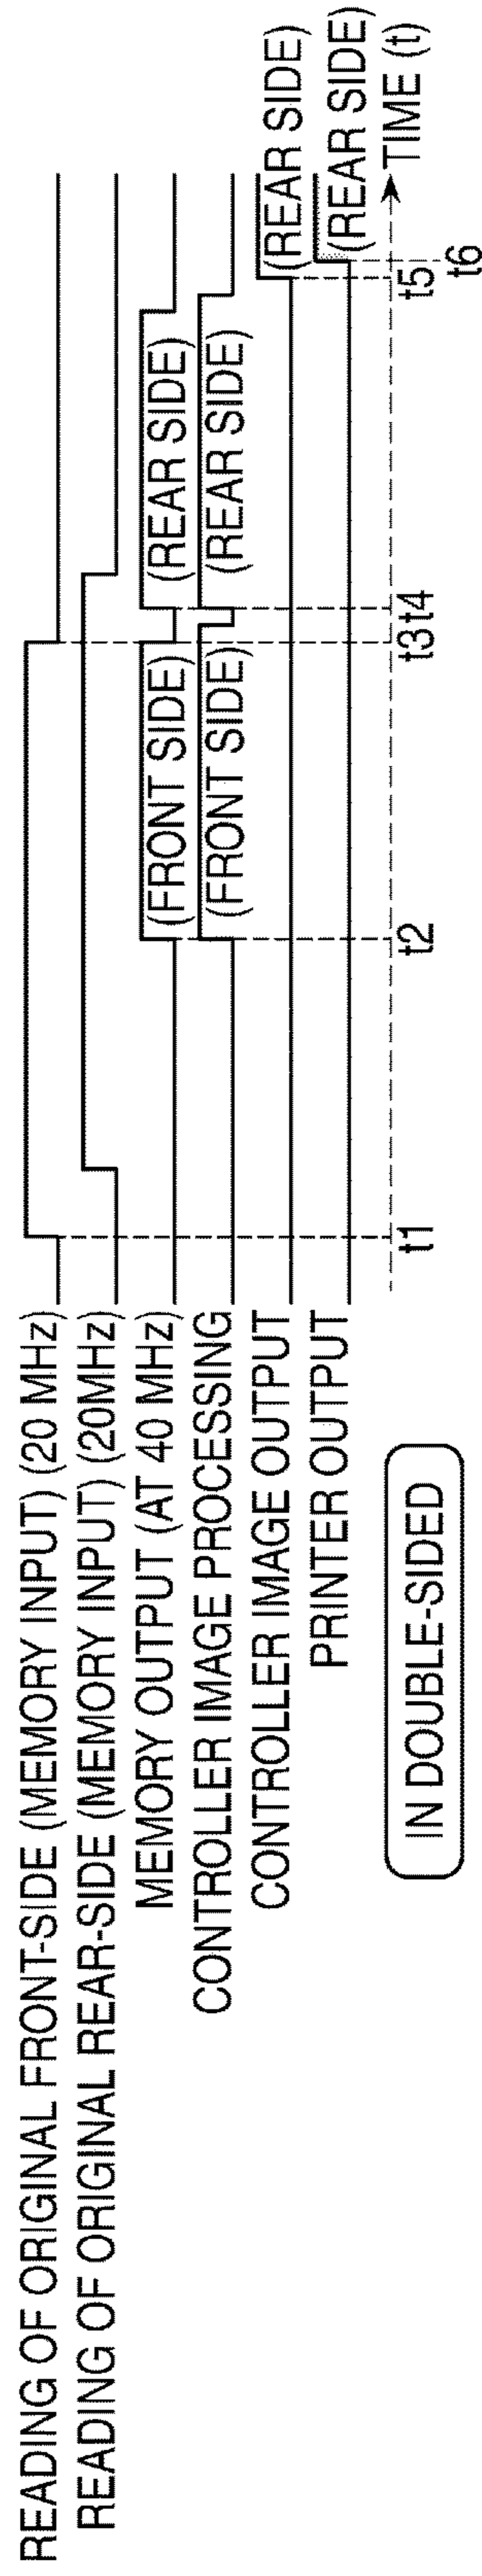 READING OF ORIGINAL FRONT-SIDE (MEMORY INPUT) (20 MHz)
READING OF ORIGINAL REAR-SIDE (MEMORY INPUT) (20MHz)
MEMORY OUTPUT (AT 40 MHz)
(FRONT SIDE)
(REAR SIDE)
CONTROLLER IMAGE PROCESSING
(FRONT SIDE)
(REAR SIDE)
CONTROLLER IMAGE OUTPUT
(REAR SIDE)
PRINTER OUTPUT
(REAR SIDE)
TIME (t)
t1
t2
t3
t4
t5
t6
IN DOUBLE-SIDED